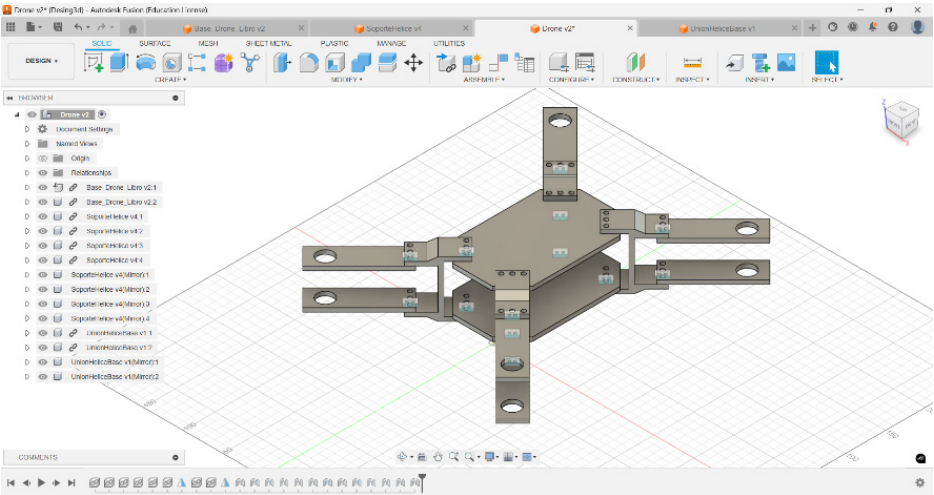 Drone v2* (Desing3d) - Autodesk Fusion (Education License)
Base_Drone_Libro v2
SoporteHelice v4
Drone v2*
UnionHeliceBase v1
SOLID SURFACE MESH SHEET METAL PLASTIC MANAGE UTILITIES
DESIGN
CREATE MODIFY ASSEMBLE CONFIGURE CONSTRUCT INSPECT INSERT SELECT
BROWSER
Drone v2
Document Settings
Named Views
Origin
Relationships
Base_Drone_Libro v2:1
Base_Drone_Libro v2:2
SoporteHelice v4:1
SoporteHelice v4:2
SoporteHelice v4:3
SoporteHelice v4:4
SoporteHelice v4(Mirror):1
SoporteHelice v4(Mirror):2
SoporteHelice v4(Mirror):3
SoporteHelice v4(Mirror):4
UnionHeliceBase v1:1
UnionHeliceBase v1:2
UnionHeliceBase v1(Mirror):1
UnionHeliceBase v1(Mirror):2
Z
X
COMMENTS